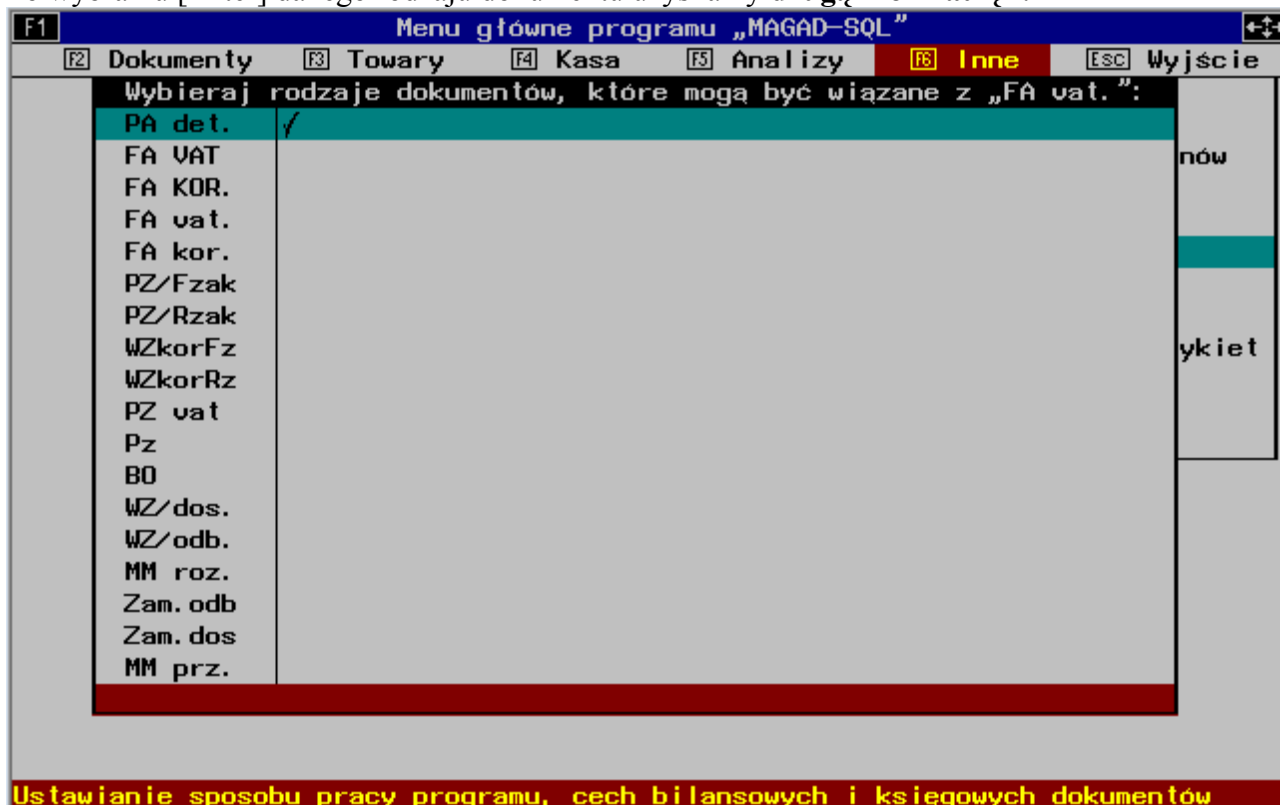 F1 Menu główne programu „MAGAD-SQL”
F2 Dokumenty F3 Towary F4 Kasa F5 Analizy F6 Inne ESC Wyjście
Wybieraj rodzaje dokumentów, które mogą być wiązane z „FA vat.”:
PA det. √
FA VAT
nów
FA KOR.
FA vat.
FA kor.
PZ/Fzak
PZ/Rzak
WZkorFz
ykiet
WZkorRz
PZ vat
Pz
BO
WZ/dos.
WZ/odb.
MM roz.
Zam.odb
Zam.dos
MM prz.
Ustawianie sposobu pracy programu, cech bilansowych i księgowych dokumentów